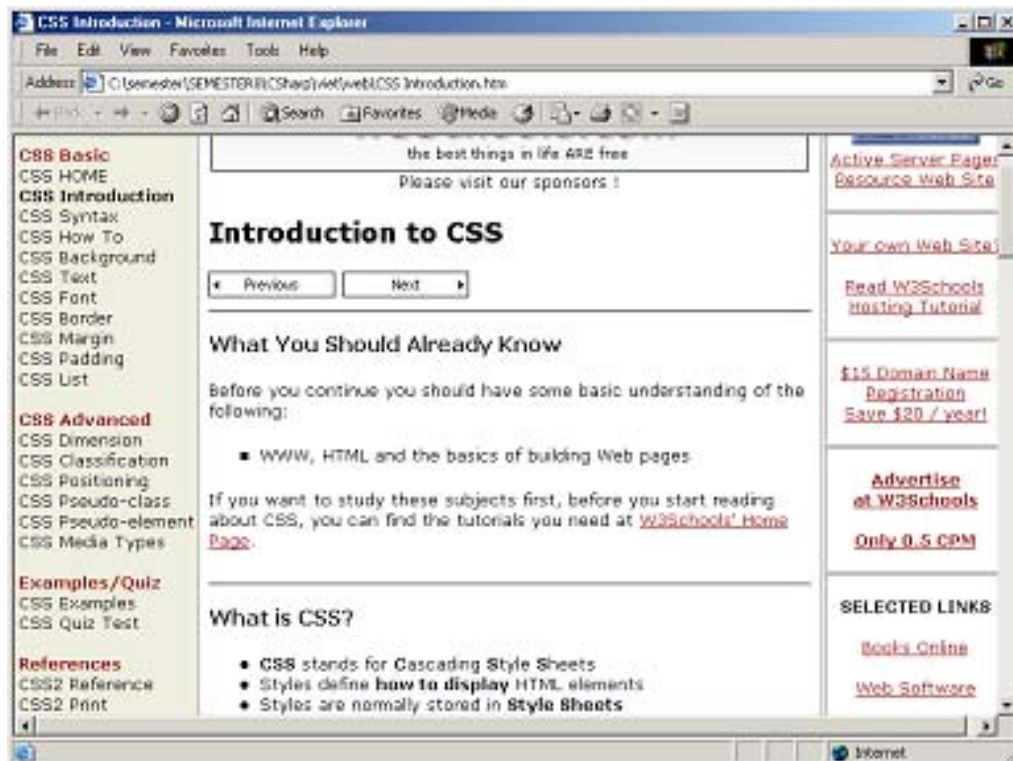 CSS Introduction - Microsoft Internet Explorer
File Edit View Favorites Tools Help
Address C:\semester\SEMESTERIII\CSharp\viet\web\CSS Introduction.htm Go
Search Favorites Media
CSS Basic
CSS HOME
CSS Introduction
CSS Syntax
CSS How To
CSS Background
CSS Text
CSS Font
CSS Border
CSS Margin
CSS Padding
CSS List
CSS Advanced
CSS Dimension
CSS Classification
CSS Positioning
CSS Pseudo-class
CSS Pseudo-element
CSS Media Types
Examples/Quiz
CSS Examples
CSS Quiz Test
References
CSS2 Reference
CSS2 Print
the best things in life ARE free
Please visit our sponsors !
Introduction to CSS
Previous Next
What You Should Already Know
Before you continue you should have some basic understanding of the
following:
WWW, HTML and the basics of building Web pages
If you want to study these subjects first, before you start reading
about CSS, you can find the tutorials you need at W3Schools' Home
Page.
What is CSS?
CSS stands for Cascading Style Sheets
Styles define how to display HTML elements
Styles are normally stored in Style Sheets
Active Server Pages
Resource Web Site
Your own Web Site?
Read W3Schools
Hosting Tutorial
$15 Domain Name
Registration
Save $20 / year!
Advertise
at W3Schools
Only 0.5 CPM
SELECTED LINKS
Books Online
Web Software
Internet